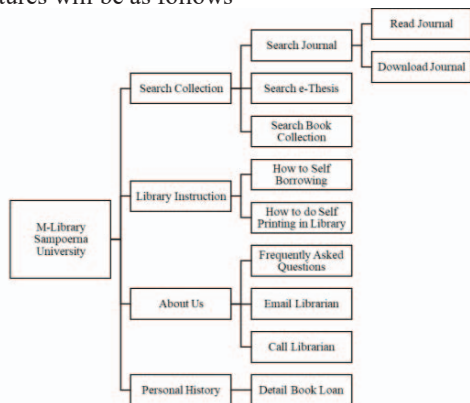 tures will be as follows
Read Journal
Search Journal
Download Journal
Search Collection
Search e-Thesis
Search Book
Collection
How to Self
Borrowing
Library Instruction
How to do Self
Printing in Library
M-Library
Sampoerna
University
Frequently Asked
Questions
About Us
Email Librarian
Call Librarian
Personal History
Detail Book Loan